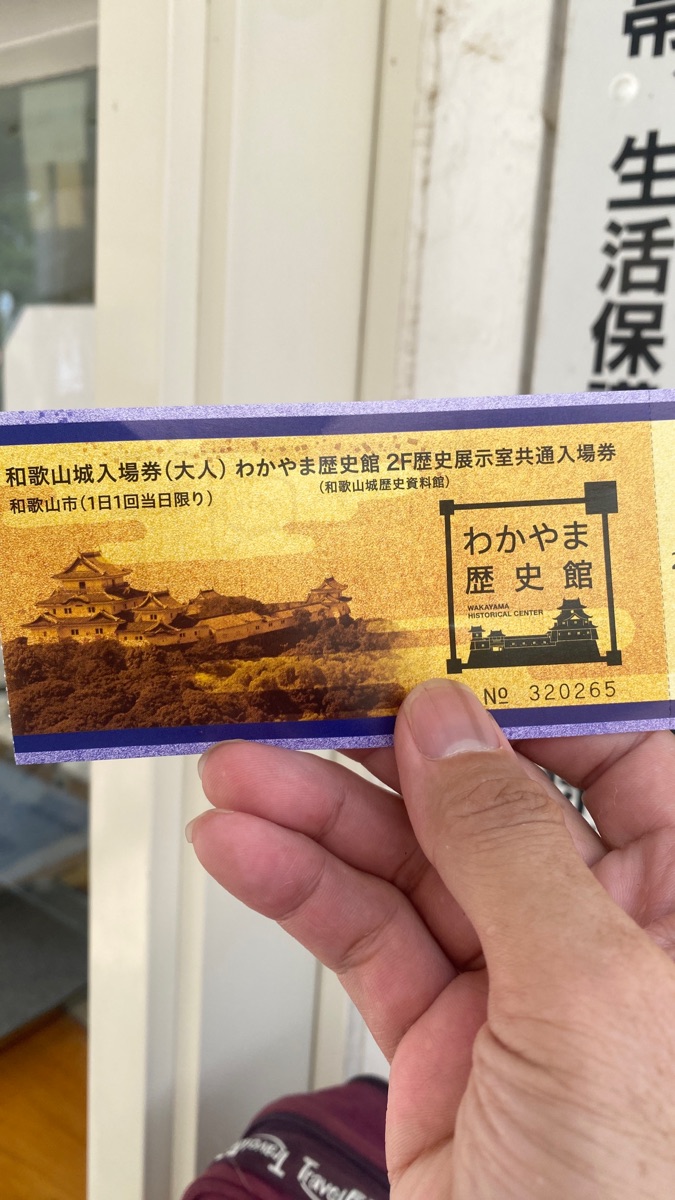 生活保護
和歌山城入場券(大人) わかやま歴史館 2F歴史展示室共通入場券
和歌山市(1日1回当日限り) (和歌山城歴史資料館)
わかやま
歴史館
WAKAYAMA
HISTORICAL CENTER
№ 320265
Travel